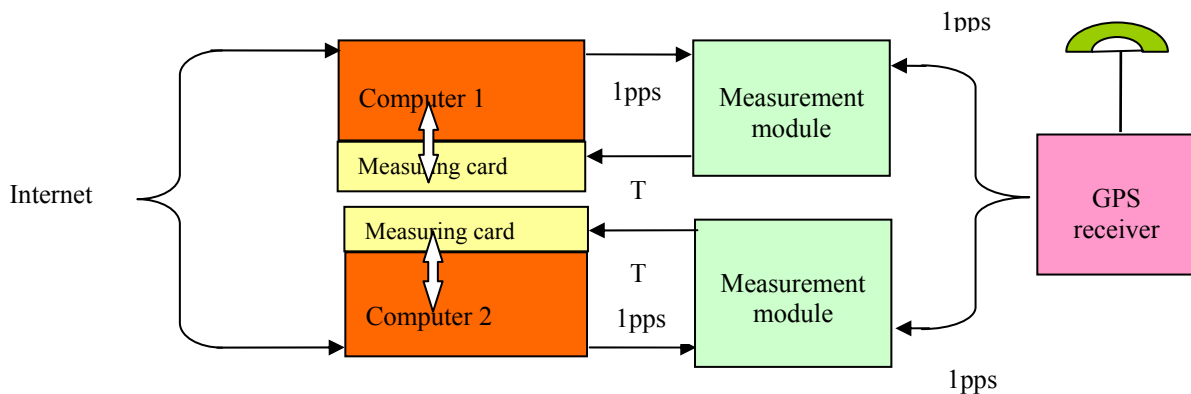 1pps
Computer 1
1pps
Measurement
module
Measuring card
Internet
T
GPS
receiver
Measuring card
T
Measurement
module
Computer 2
1pps
1pps